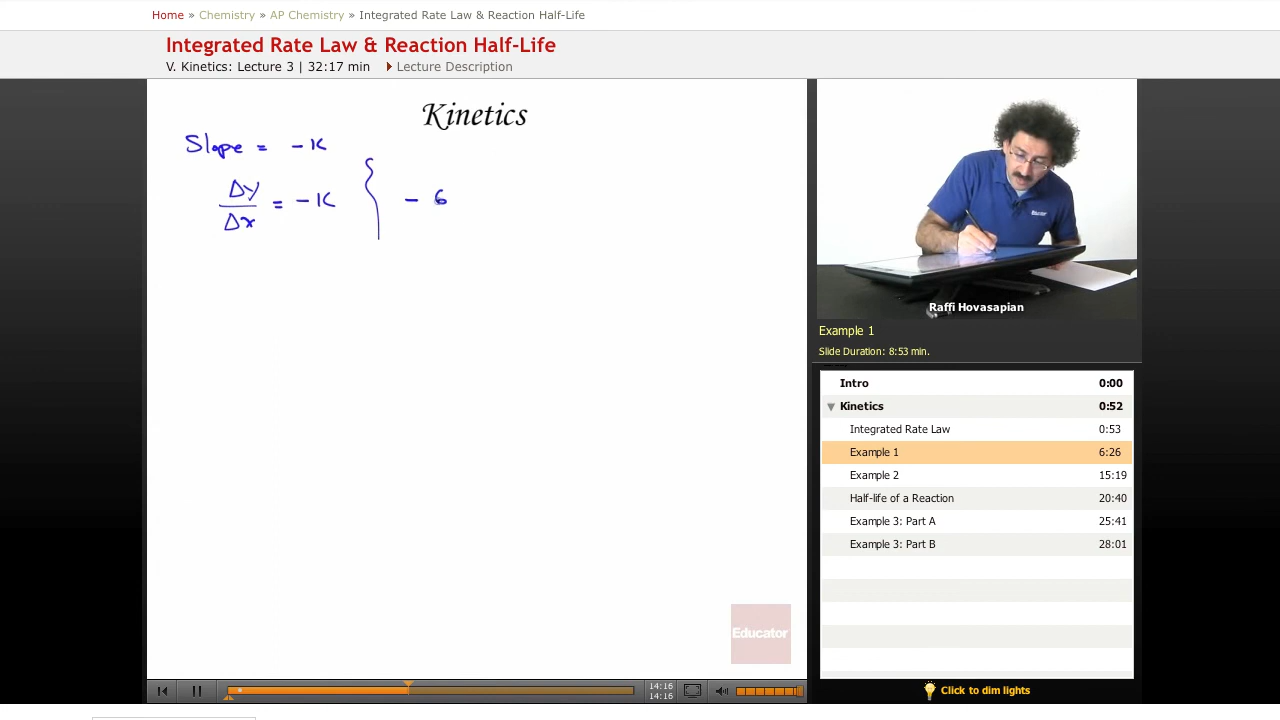 Home » Chemistry » AP Chemistry » Integrated Rate Law & Reaction Half-Life
Integrated Rate Law & Reaction Half-Life
V. Kinetics: Lecture 3 | 32:17 min Lecture Description
Kinetics
Slope = - K
Δy
Δx = - K
- 6
Educator
Educator
Raffi Hovasapian
Example 1
Slide Duration: 8:53 min.
Intro 0:00
Kinetics 0:52
Integrated Rate Law 0:53
Example 1 6:26
Example 2 15:19
Half-life of a Reaction 20:40
Example 3: Part A 25:41
Example 3: Part B 28:01
14:16
14:16
Click to dim lights